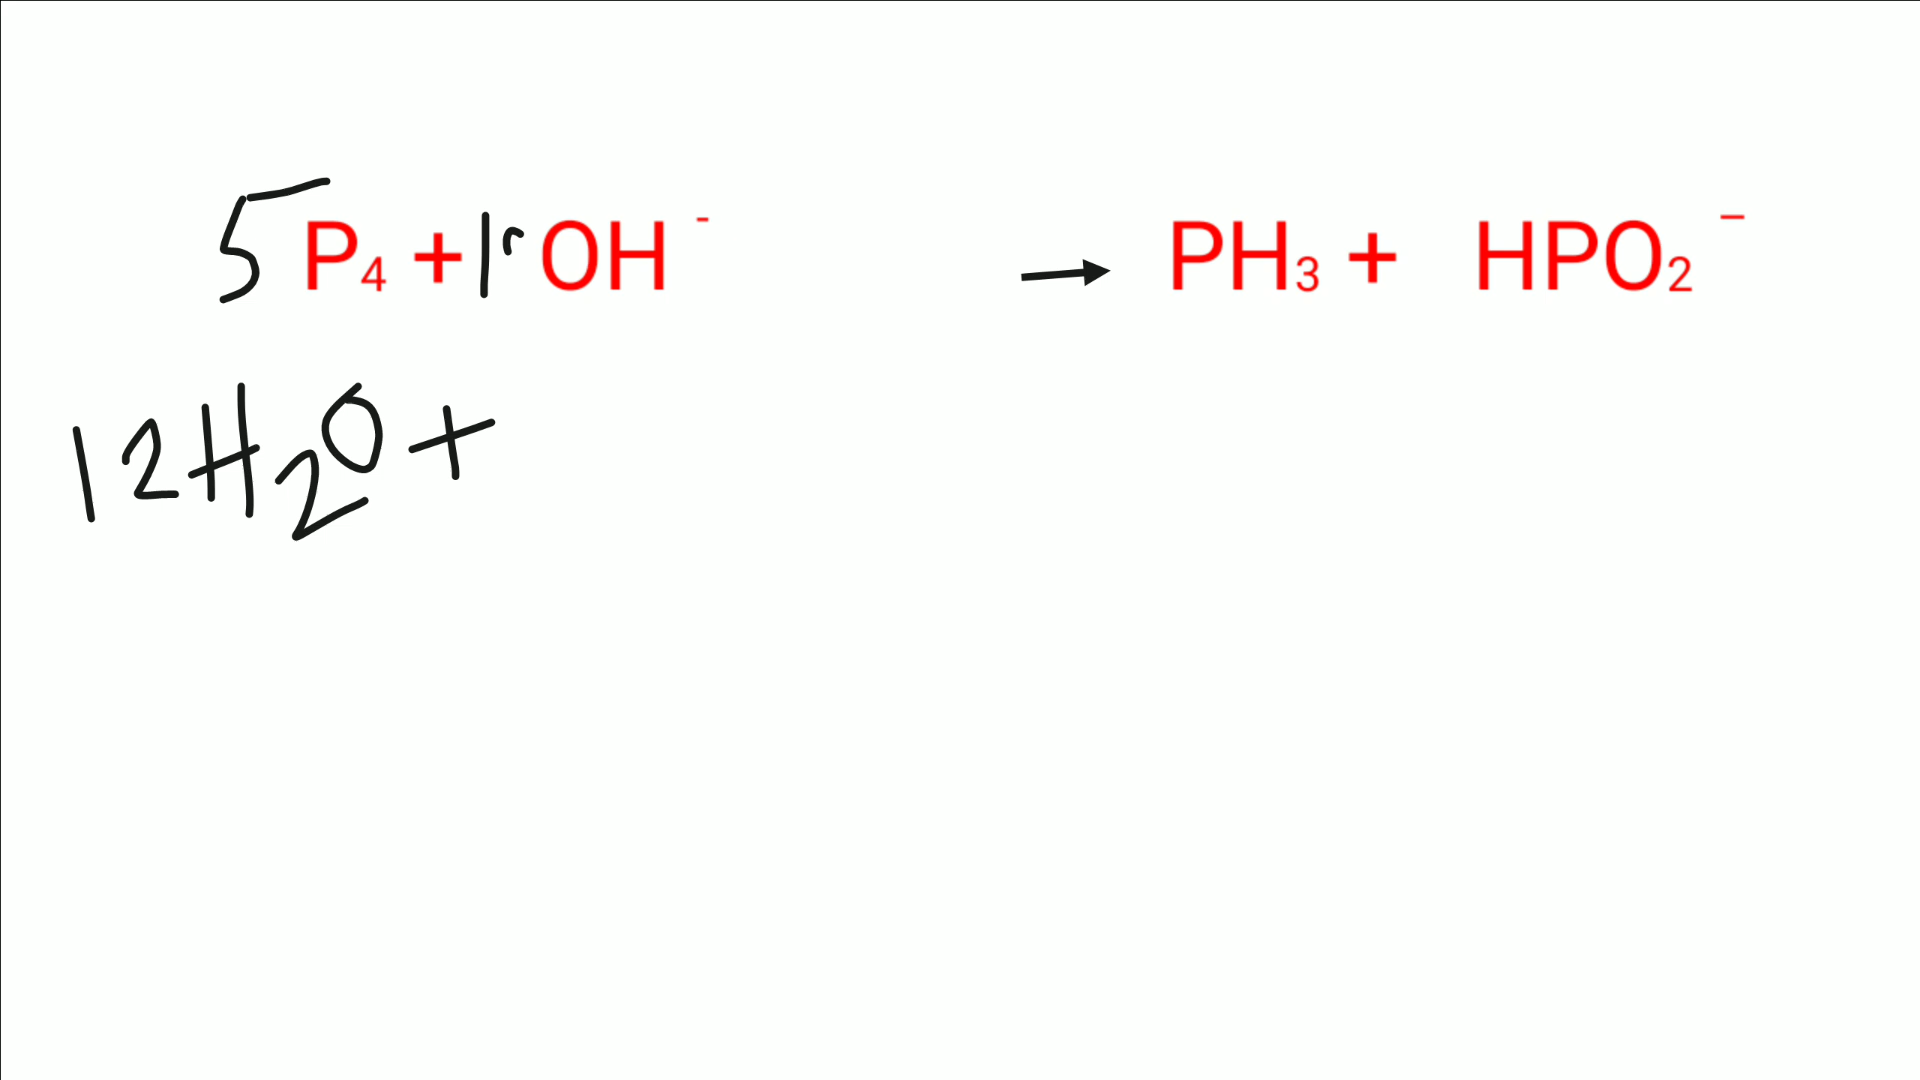 5 P₄ + 1 OH⁻ → PH₃ + HPO₂⁻
12H₂O +